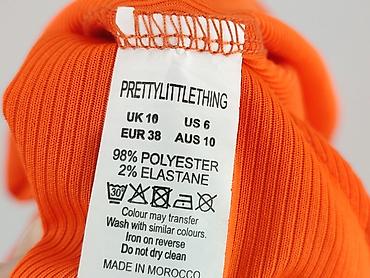 PRETTYLITTLETHING
UK 10 US 6
EUR 38 AUS 10
98% POLYESTER
2% ELASTANE
30°
Colour may transfer
Wash with similar colours.
Iron on reverse
Do not dry clean
MADE IN MOROCCO